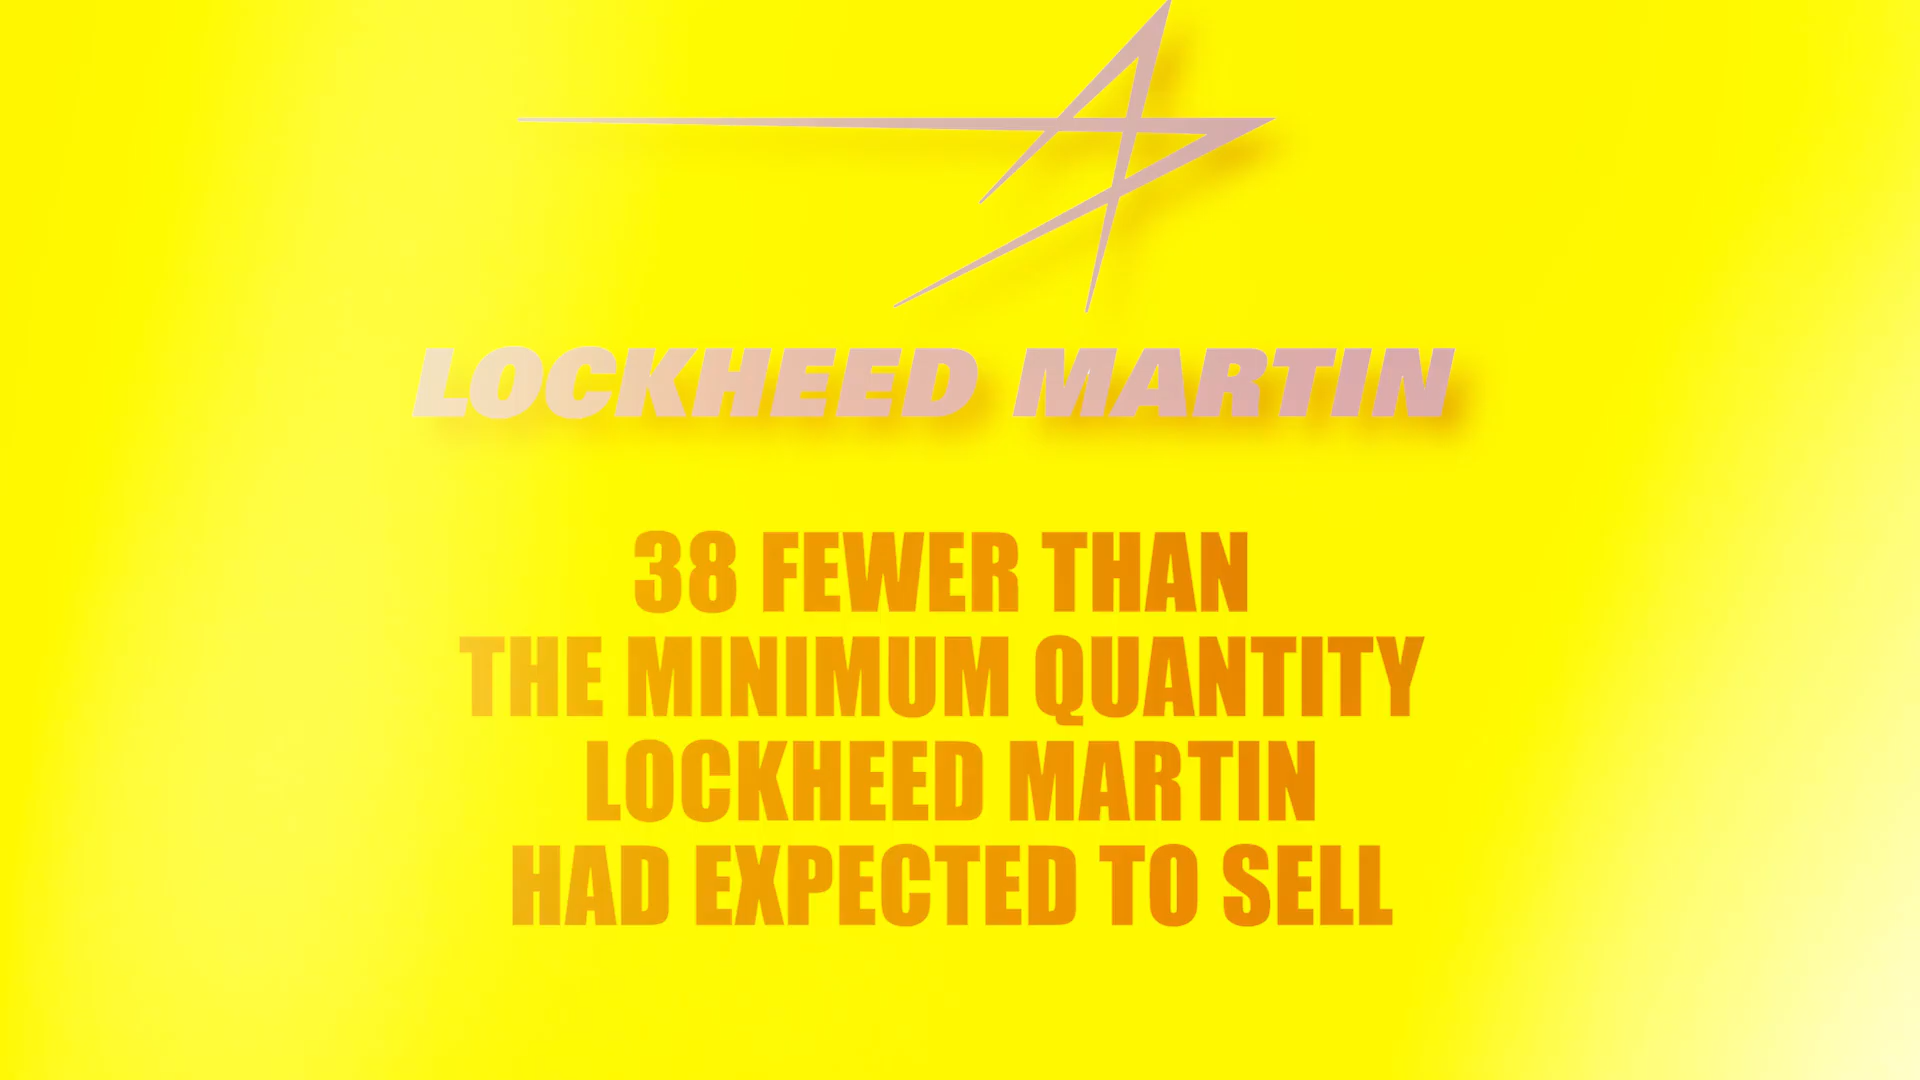 LOCKHEED MARTIN
38 FEWER THAN
THE MINIMUM QUANTITY
LOCKHEED MARTIN
HAD EXPECTED TO SELL